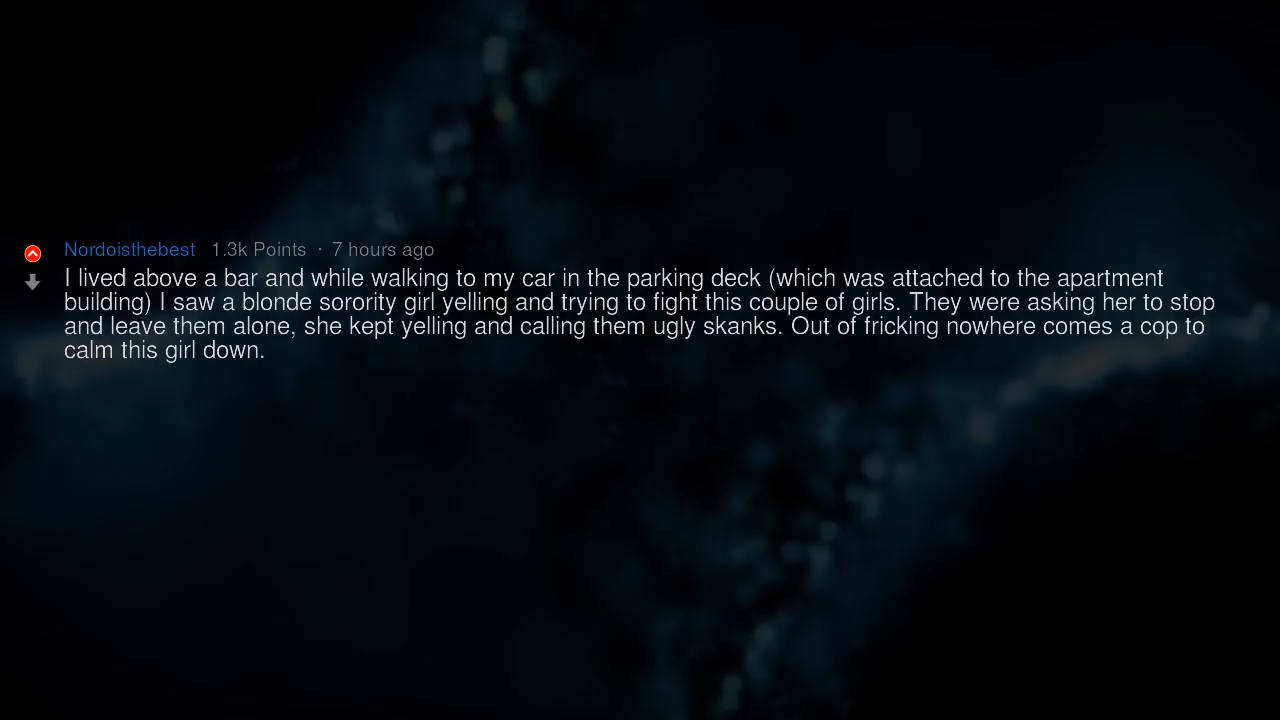 Nordoisthebest 1.3k Points · 7 hours ago
I lived above a bar and while walking to my car in the parking deck (which was attached to the apartment
building) I saw a blonde sorority girl yelling and trying to fight this couple of girls. They were asking her to stop
and leave them alone, she kept yelling and calling them ugly skanks. Out of fricking nowhere comes a cop to
calm this girl down.